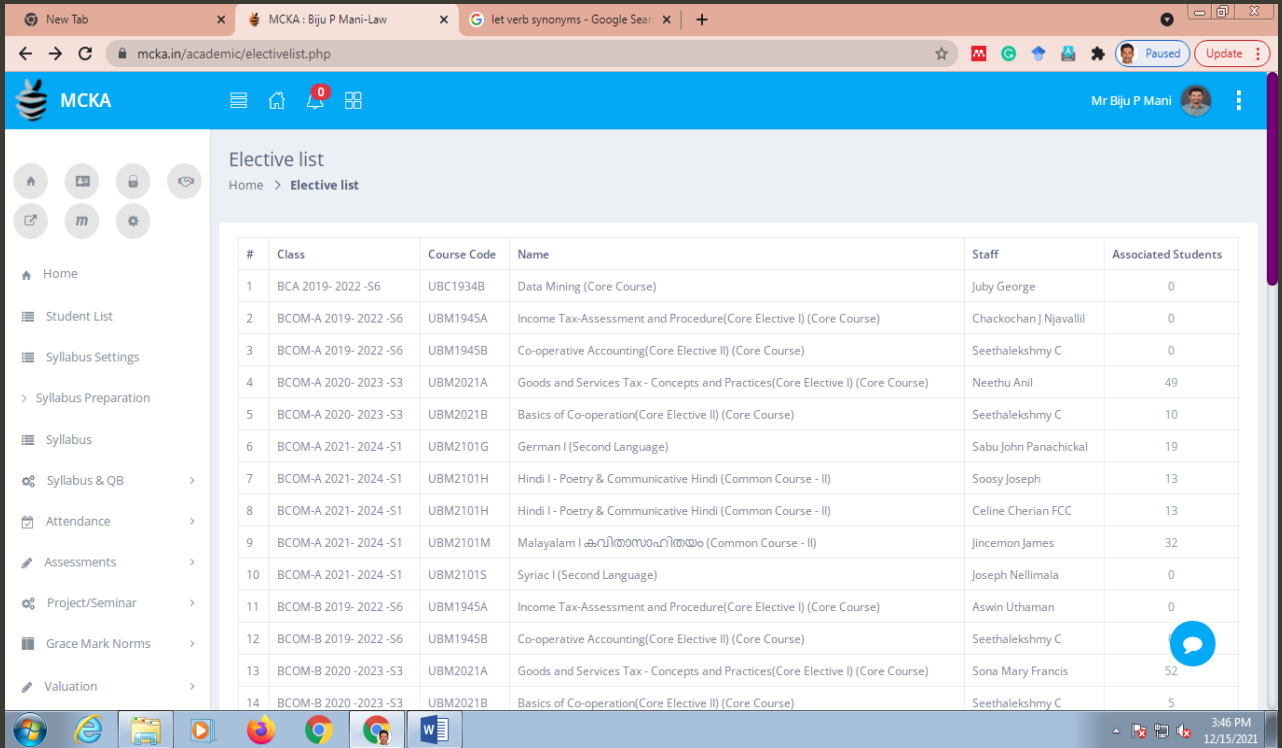 New Tab
MCKA : Biju P Mani-Law
let verb synonyms - Google Sear
mcka.in/academic/electivelist.php
Paused
Update
MCKA
0
Mr Biju P Mani
Elective list
Home > Elective list
Home
Student List
Syllabus Settings
> Syllabus Preparation
Syllabus
Syllabus & QB
Attendance
Assessments
Project/Seminar
Grace Mark Norms
Valuation
# Class Course Code Name Staff Associated Students
1 BCA 2019- 2022 -S6 UBC1934B Data Mining (Core Course) Juby George 0
2 BCOM-A 2019- 2022 -S6 UBM1945A Income Tax-Assessment and Procedure(Core Elective I) (Core Course) Chackochan J Njavallil 0
3 BCOM-A 2019- 2022 -S6 UBM1945B Co-operative Accounting(Core Elective II) (Core Course) Seethalekshmy C 0
4 BCOM-A 2020- 2023 -S3 UBM2021A Goods and Services Tax - Concepts and Practices(Core Elective I) (Core Course) Neethu Anil 49
5 BCOM-A 2020- 2023 -S3 UBM2021B Basics of Co-operation(Core Elective II) (Core Course) Seethalekshmy C 10
6 BCOM-A 2021- 2024 -S1 UBM2101G German I (Second Language) Sabu John Panachickal 19
7 BCOM-A 2021- 2024 -S1 UBM2101H Hindi I - Poetry & Communicative Hindi (Common Course - II) Soosy Joseph 13
8 BCOM-A 2021- 2024 -S1 UBM2101H Hindi I - Poetry & Communicative Hindi (Common Course - II) Celine Cherian FCC 13
9 BCOM-A 2021- 2024 -S1 UBM2101M Malayalam I കവിതാസാഹിത്യം (Common Course - II) Jincemon James 32
10 BCOM-A 2021- 2024 -S1 UBM2101S Syriac I (Second Language) Joseph Nellimala 0
11 BCOM-B 2019- 2022 -S6 UBM1945A Income Tax-Assessment and Procedure(Core Elective I) (Core Course) Aswin Uthaman 0
12 BCOM-B 2019- 2022 -S6 UBM1945B Co-operative Accounting(Core Elective II) (Core Course) Seethalekshmy C
13 BCOM-B 2020 -2023 -S3 UBM2021A Goods and Services Tax - Concepts and Practices(Core Elective I) (Core Course) Sona Mary Francis 52
14 BCOM-B 2020 -2023 -S3 UBM2021B Basics of Co-operation(Core Elective II) (Core Course) Seethalekshmy C 5
3:46 PM
12/15/2021